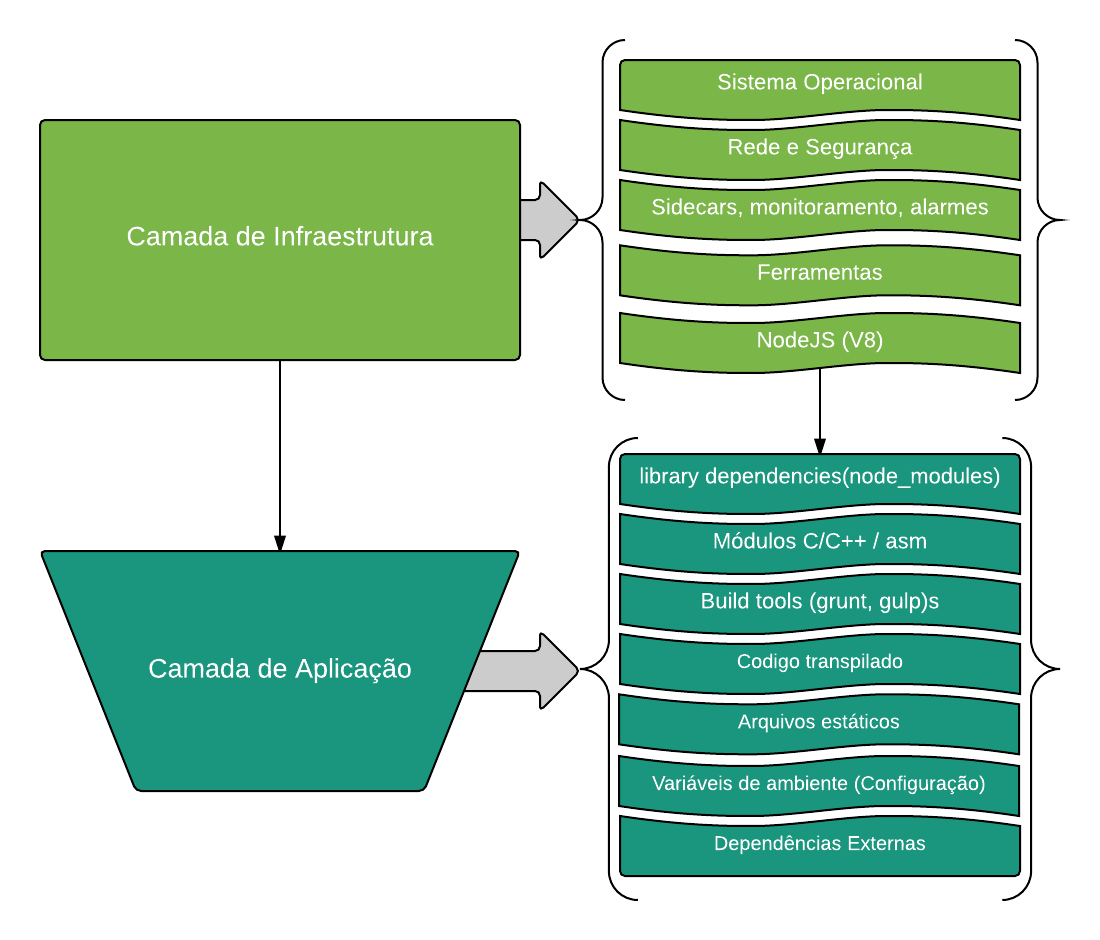 Camada de Infraestrutura
Sistema Operacional
Rede e Segurança
Sidecars, monitoramento, alarmes
Ferramentas
NodeJS (V8)
Camada de Aplicação
library dependencies(node_modules)
Módulos C/C++ / asm
Build tools (grunt, gulp)s
Codigo transpilado
Arquivos estáticos
Variáveis de ambiente (Configuração)
Dependências Externas